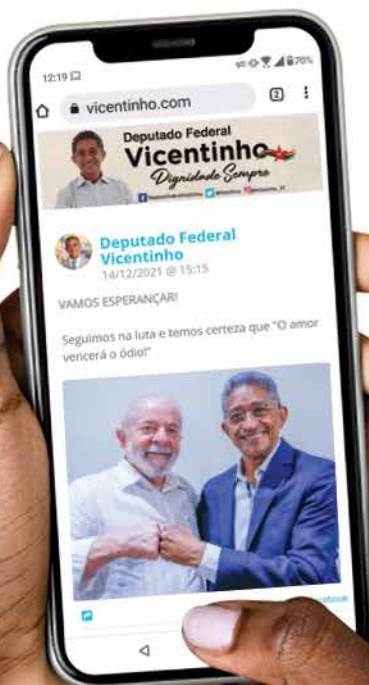 12:19
70%
vicentinho.com
2
Deputado Federal
Vicentinho
Dignidade Sempre
Deputado Federal
Vicentinho
14/12/2021 @ 15:15
VAMOS ESPERANÇAR!
Seguimos na luta e temos certeza que "O amor
vencerá o ódio!"